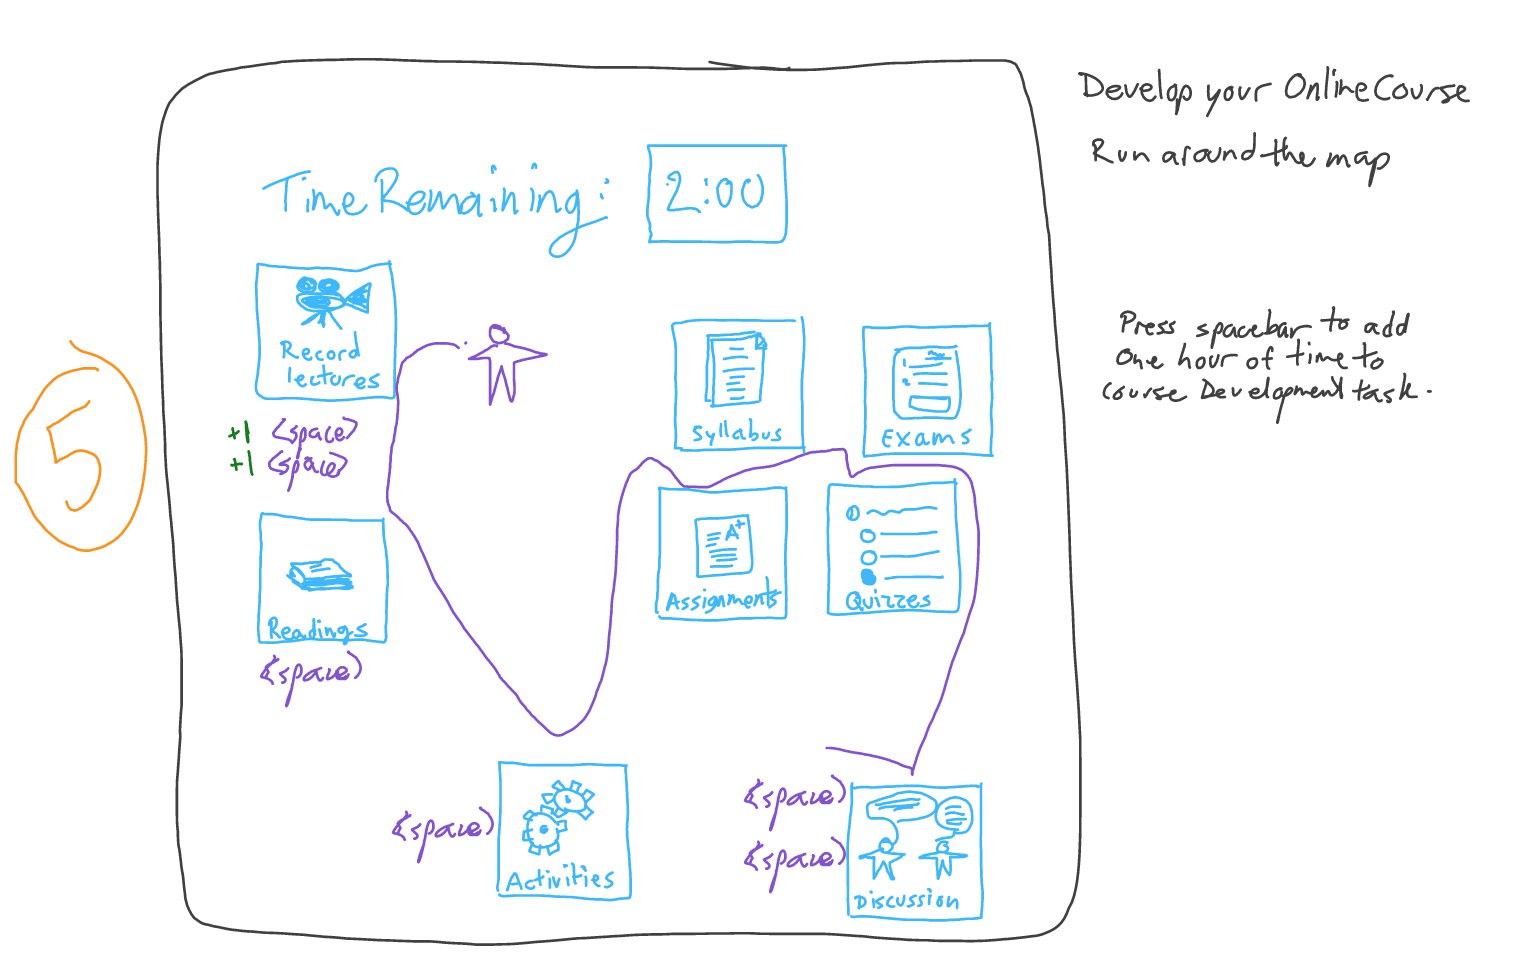 Develop your Online Course
Run around the map
Time Remaining: 2:00
Record
lectures
+1 <space>
+1 <space>
Press spacebar to add
One hour of time to
course Development task.
Syllabus
Exams
5
A+
Assignments
Quizzes
Readings
<space>
<space>
Activities
<space>
<space>
Discussion